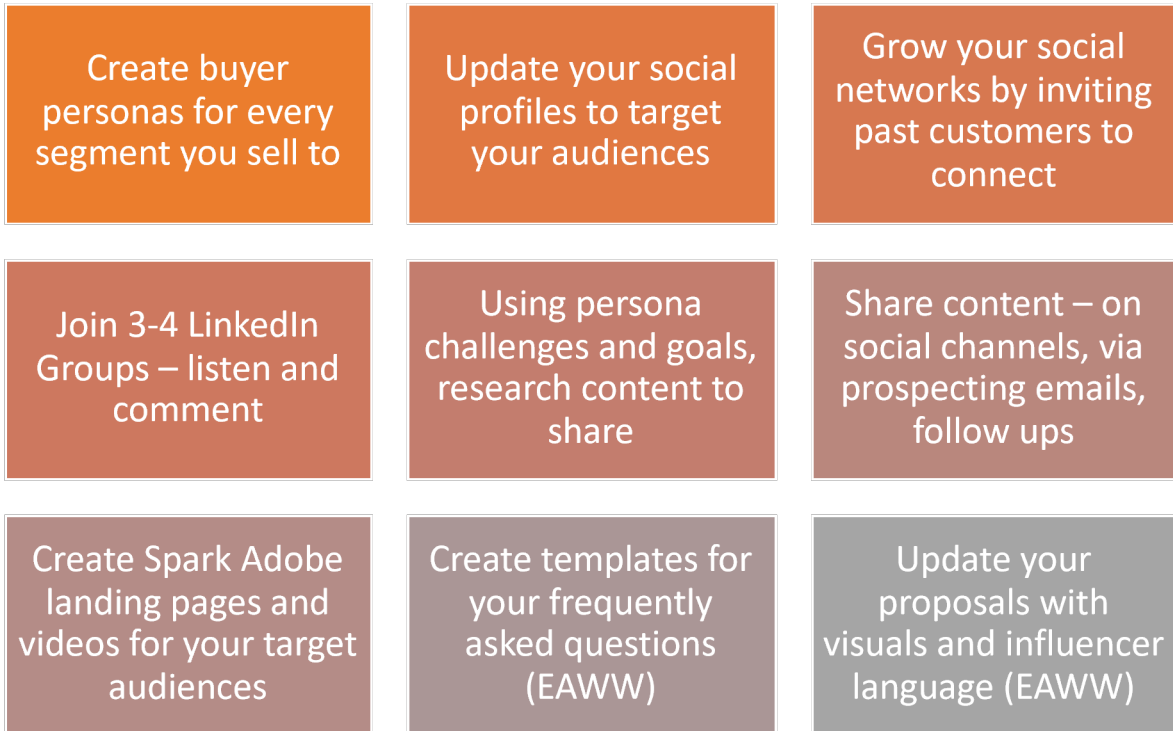 Create buyer
personas for every
segment you sell to
Update your social
profiles to target
your audiences
Grow your social
networks by inviting
past customers to
connect
Join 3-4 LinkedIn
Groups – listen and
comment
Using persona
challenges and goals,
research content to
share
Share content – on
social channels, via
prospecting emails,
follow ups
Create Spark Adobe
landing pages and
videos for your target
audiences
Create templates for
your frequently
asked questions
(EAWW)
Update your
proposals with
visuals and influencer
language (EAWW)